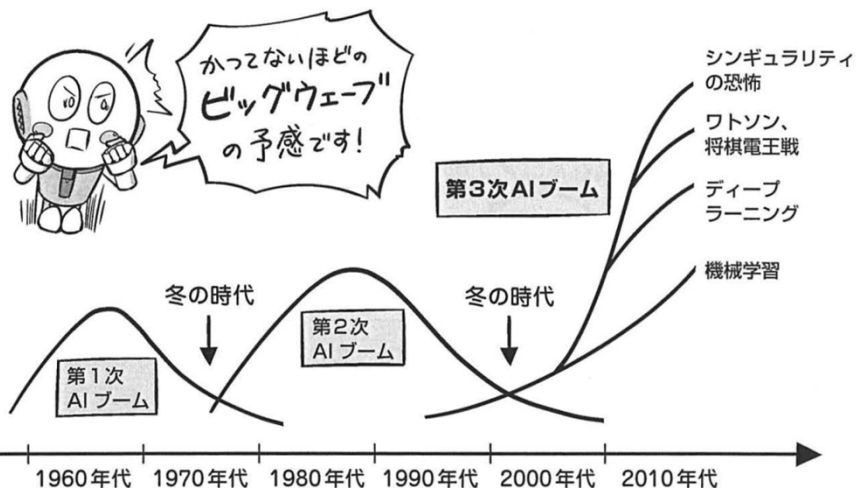 かつてないほどの
ビッグウェーブ
の予感です!
シンギュラリティ
の恐怖
ワトソン、
将棋電王戦
第3次AIブーム
ディープ
ラーニング
機械学習
冬の時代
冬の時代
第2次
AIブーム
第1次
AIブーム
1960年代
1970年代
1980年代
1990年代
2000年代
2010年代